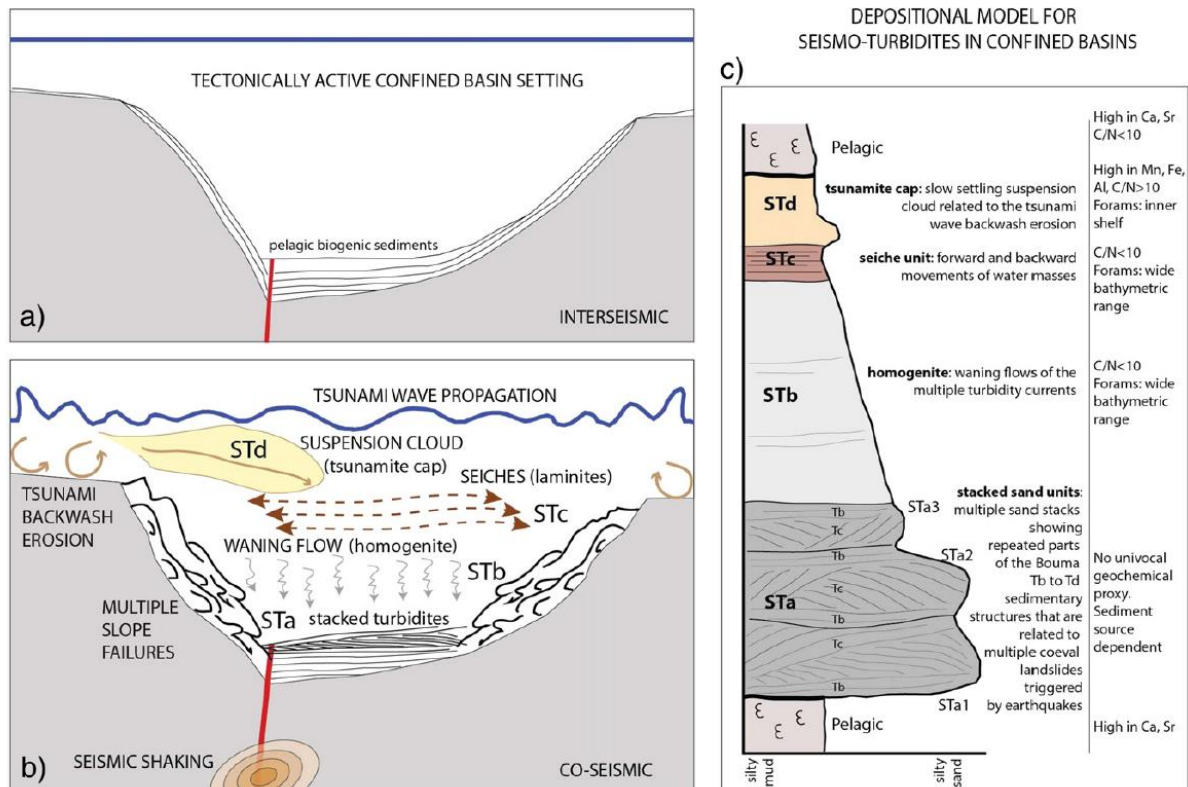 a)
TECTONICALLY ACTIVE CONFINED BASIN SETTING
pelagic biogenic sediments
INTERSEISMIC
b)
TSUNAMI WAVE PROPAGATION
STd
SUSPENSION CLOUD
(tsunamite cap)
SEICHES (laminites)
STc
TSUNAMI
BACKWASH
EROSION
WANING FLOW (homogenite)
STb
STa
stacked turbidites
MULTIPLE
SLOPE
FAILURES
SEISMIC SHAKING
CO-SEISMIC
DEPOSITIONAL MODEL FOR
SEISMO-TURBIDITES IN CONFINED BASINS
c)
Pelagic
High in Ca, Sr
C/N<10
STd
tsunamite cap: slow settling suspension
cloud related to the tsunami
wave backwash erosion
High in Mn, Fe,
Al, C/N>10
Forams: inner
shelf
STc
seiche unit: forward and backward
movements of water masses
C/N<10
Forams: wide
bathymetric
range
STb
homogenite: waning flows of the
multiple turbidity currents
C/N<10
Forams: wide
bathymetric
range
STa
Tb
Tc
Tb
Tc
Tb
Tc
Tb
STa3
STa2
STa1
stacked sand units:
multiple sand stacks
showing
repeated parts
of the Bouma
Tb to Td
sedimentary
structures that are
related to
multiple coeval
landslides
triggered
by earthquakes
No univocal
geochemical
proxy.
Sediment
source
dependent
Pelagic
High in Ca, Sr
silty
mud
silty
sand